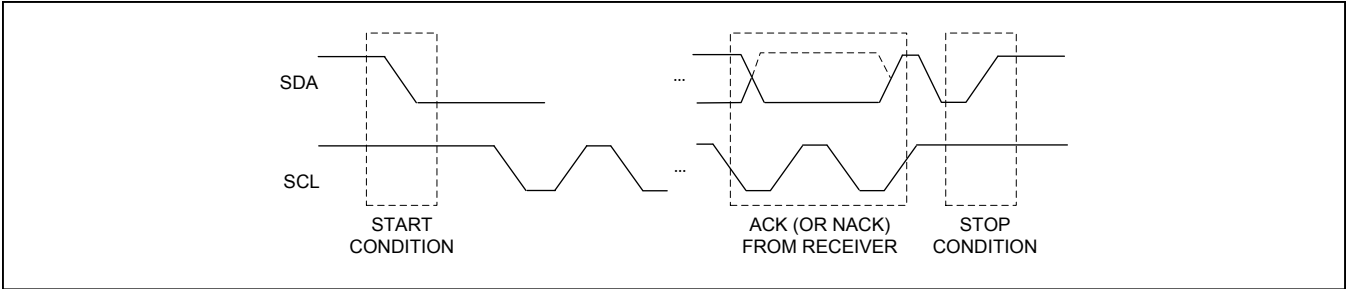 SDA
...
SCL
...
START
CONDITION
ACK (OR NACK)
FROM RECEIVER
STOP
CONDITION